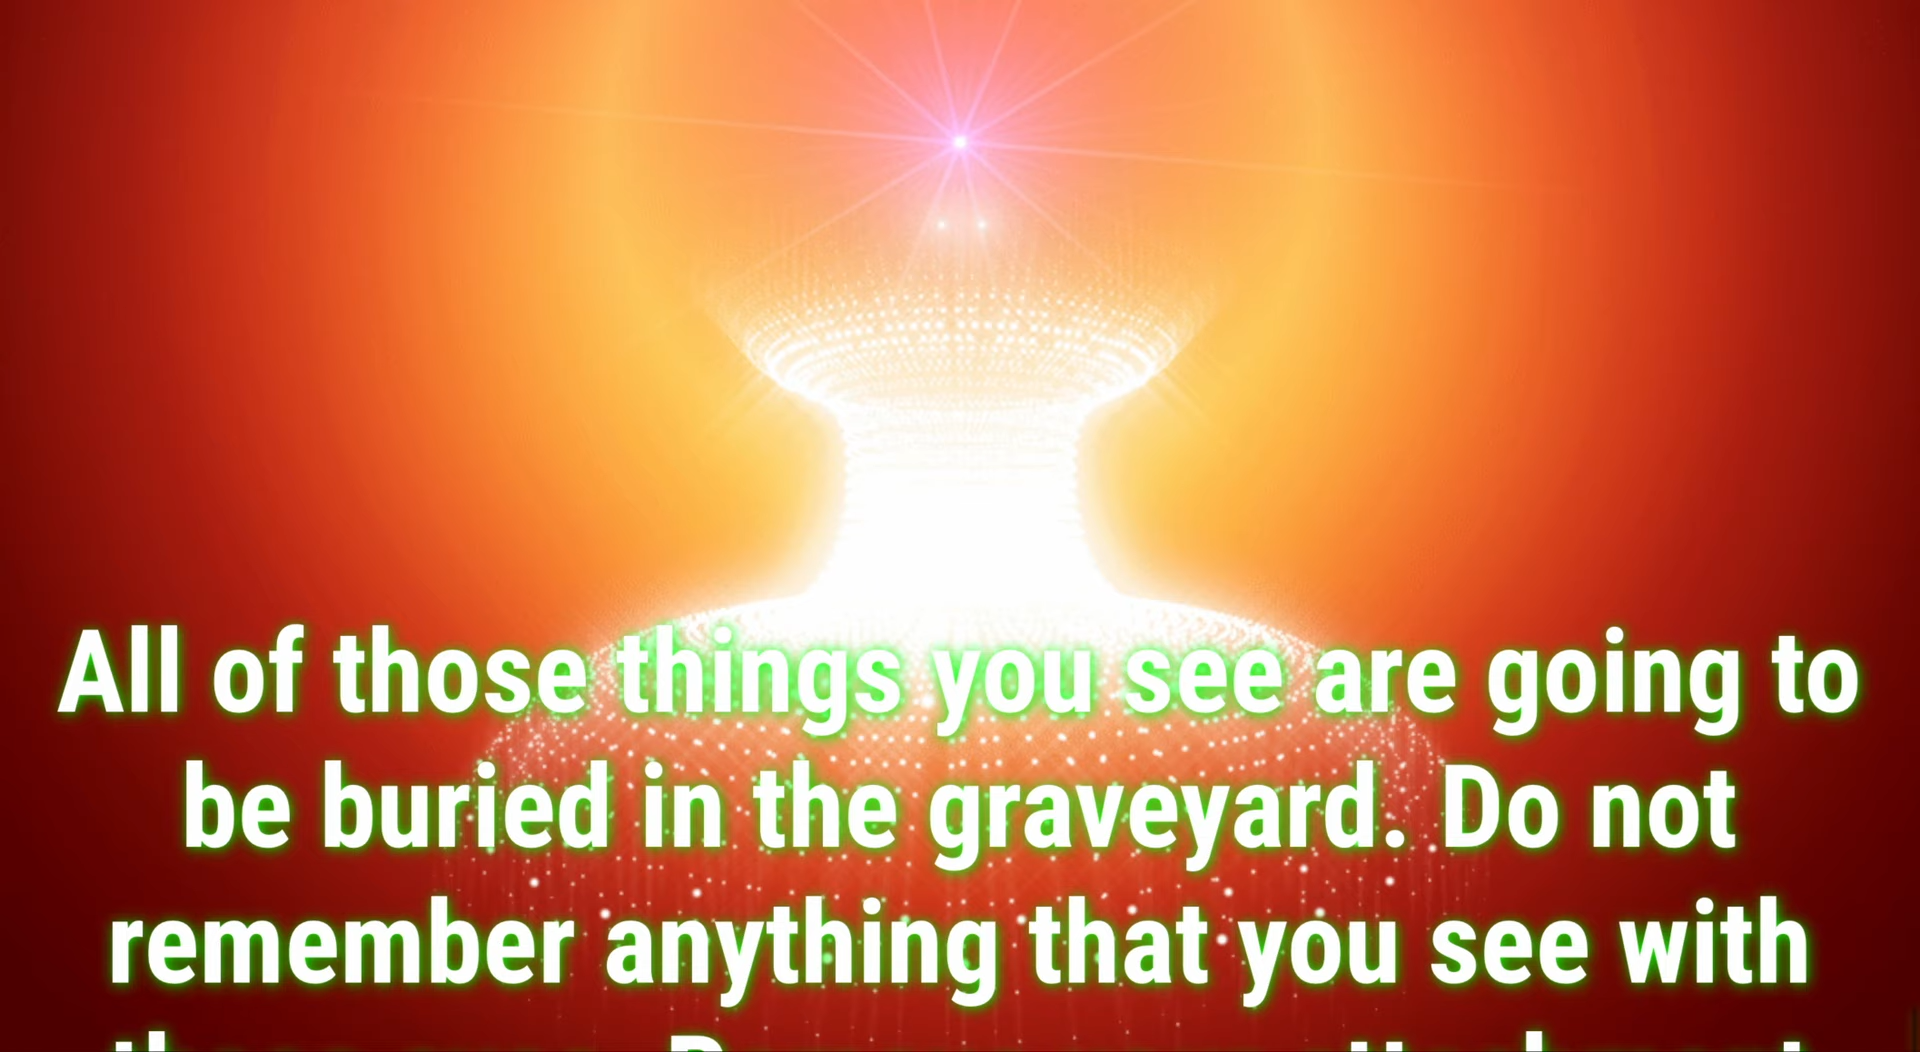 All of those things you see are going to
be buried in the graveyard. Do not
remember anything that you see with